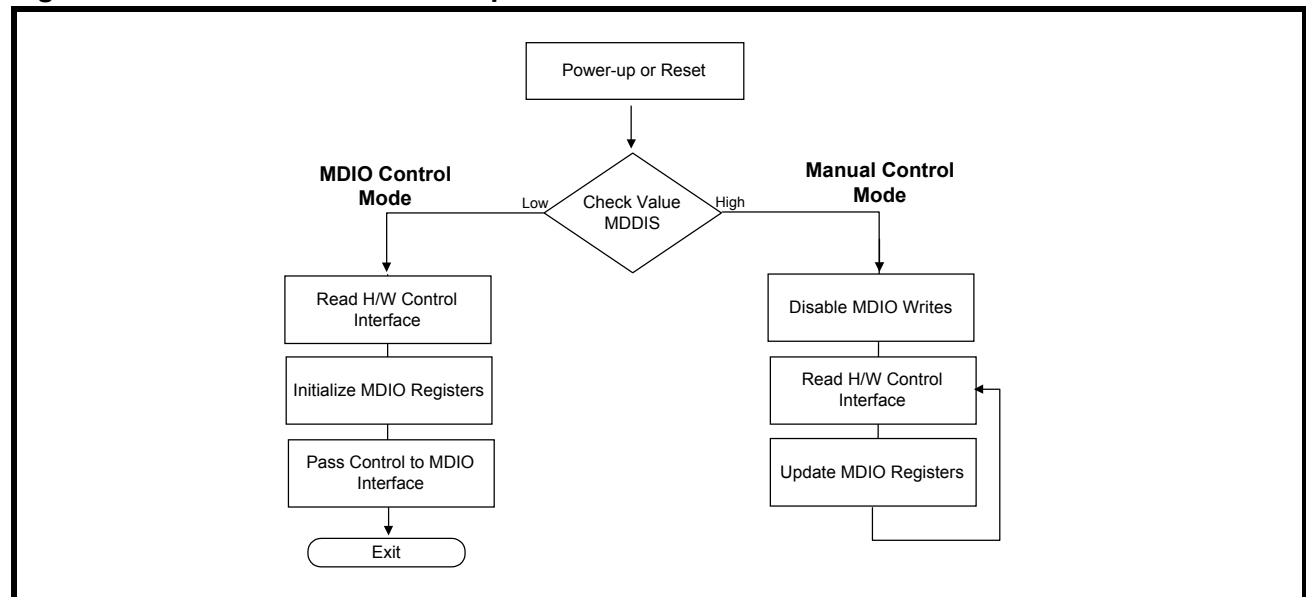 Power-up or Reset
MDIO Control
Mode
Manual Control
Mode
Low
Check Value
MDDIS
High
Read H/W Control
Interface
Initialize MDIO Registers
Pass Control to MDIO
Interface
Exit
Disable MDIO Writes
Read H/W Control
Interface
Update MDIO Registers